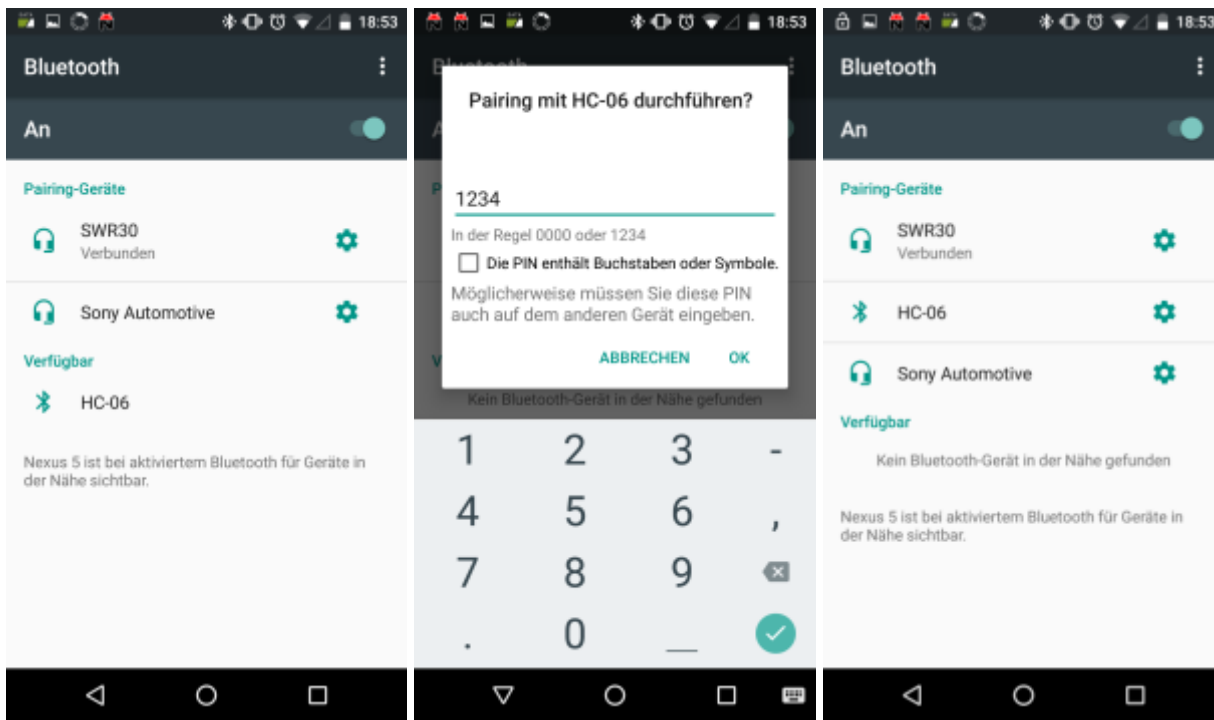 18:53
Bluetooth
An
Pairing-Geräte
SWR30
Verbunden
Sony Automotive
Verfügbar
HC-06
Nexus 5 ist bei aktiviertem Bluetooth für Geräte in
der Nähe sichtbar.
18:53
Bluetooth
Pairing mit HC-06 durchführen?
1234
In der Regel 0000 oder 1234
Die PIN enthält Buchstaben oder Symbole.
Möglicherweise müssen Sie diese PIN
auch auf dem anderen Gerät eingeben.
ABBRECHEN OK
Kein Bluetooth-Gerät in der Nähe gefunden
1 2 3 -
4 5 6 ,
7 8 9
. 0 _
18:53
Bluetooth
An
Pairing-Geräte
SWR30
Verbunden
HC-06
Sony Automotive
Verfügbar
Kein Bluetooth-Gerät in der Nähe gefunden
Nexus 5 ist bei aktiviertem Bluetooth für Geräte in
der Nähe sichtbar.